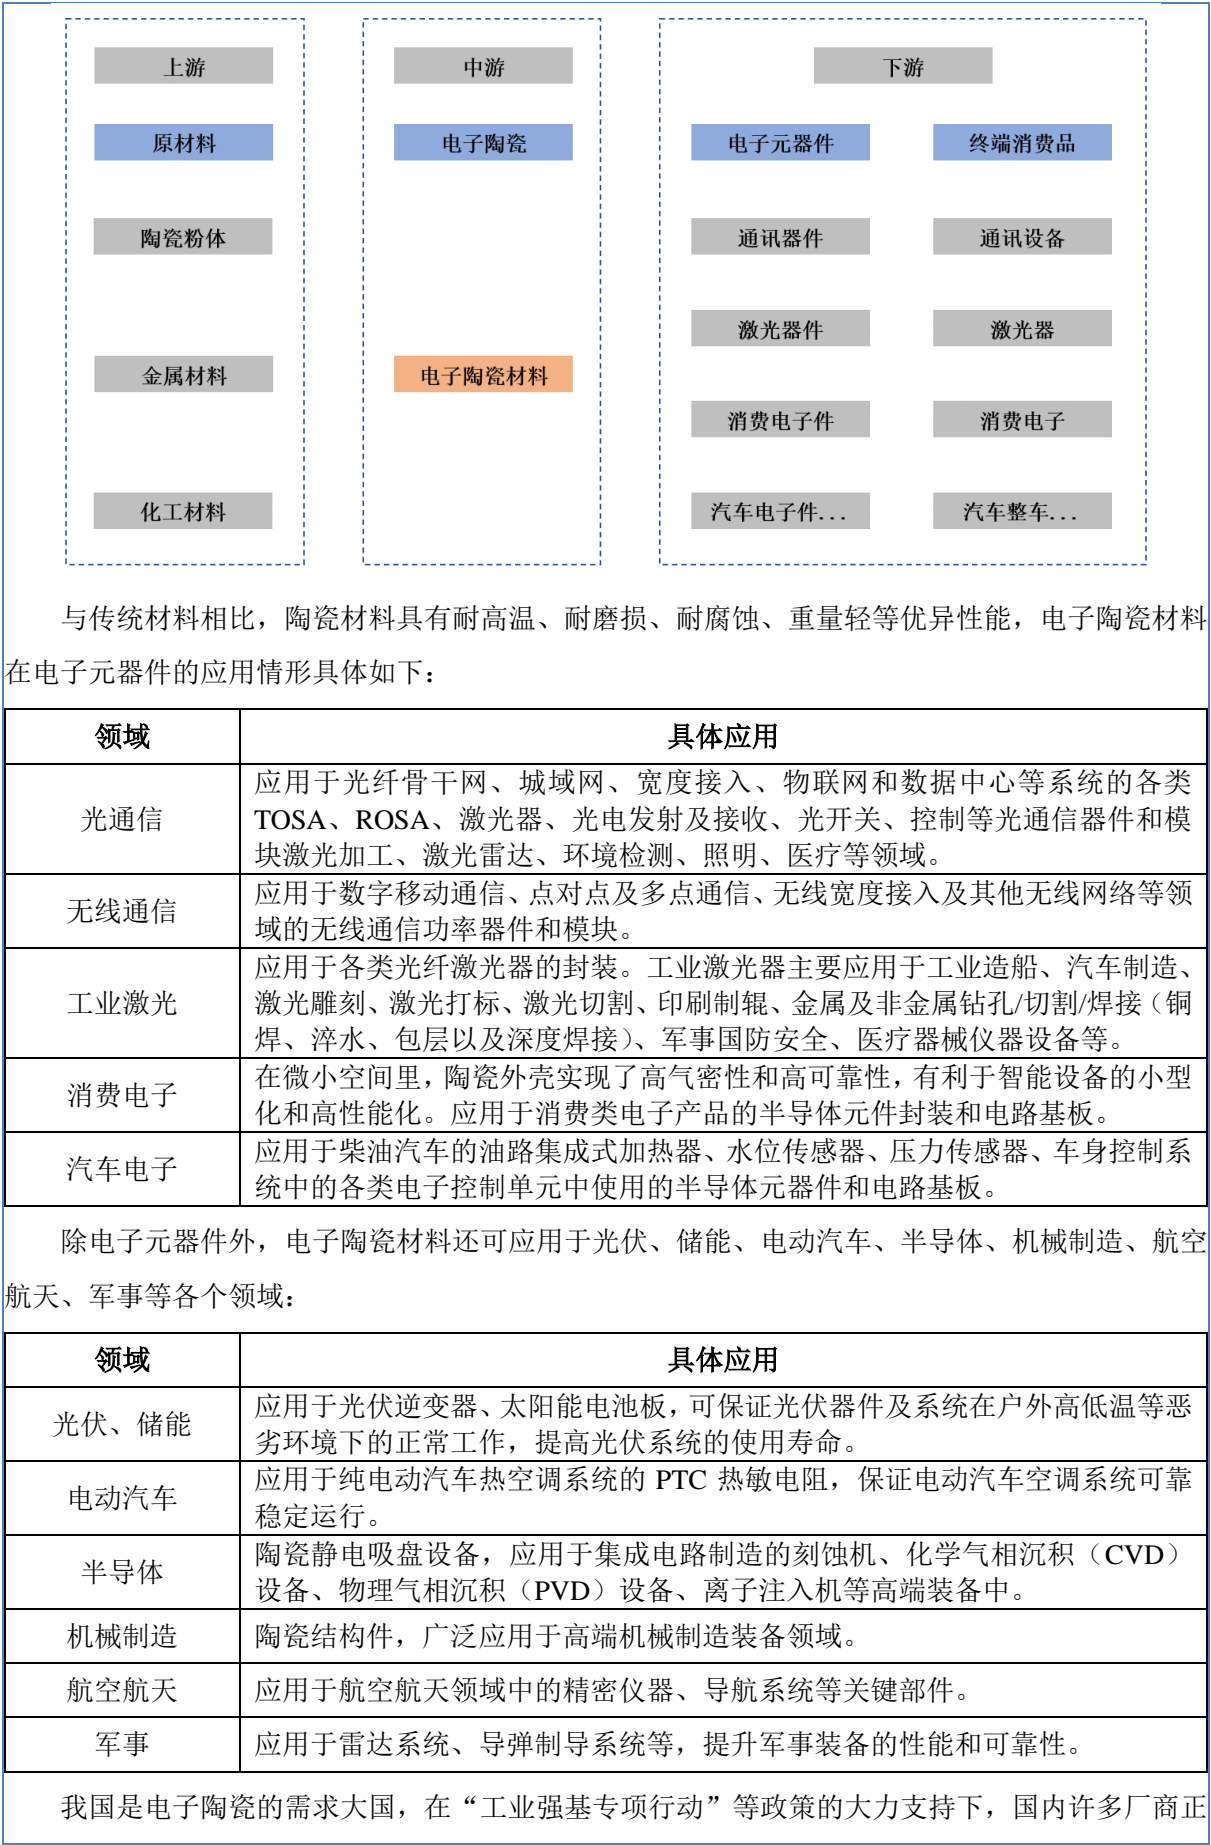 上游 中游 下游
原材料 电子陶瓷 电子元器件 终端消费品
陶瓷粉体 通讯器件 通讯设备
激光器件 激光器
金属材料 电子陶瓷材料
消费电子件 消费电子
化工材料 汽车电子件... 汽车整车...
与传统材料相比，陶瓷材料具有耐高温、耐磨损、耐腐蚀、重量轻等优异性能，电子陶瓷材料
在电子元器件的应用情形具体如下：
领域 具体应用
光通信
应用于光纤骨干网、城域网、宽度接入、物联网和数据中心等系统的各类
TOSA、ROSA、激光器、光电发射及接收、光开关、控制等光通信器件和模
块激光加工、激光雷达、环境检测、照明、医疗等领域。
无线通信
应用于数字移动通信、点对点及多点通信、无线宽度接入及其他无线网络等领
域的无线通信功率器件和模块。
工业激光
应用于各类光纤激光器的封装。工业激光器主要应用于工业造船、汽车制造、
激光雕刻、激光打标、激光切割、印刷制辊、金属及非金属钻孔/切割/焊接（铜
焊、淬水、包层以及深度焊接）、军事国防安全、医疗器械仪器设备等。
消费电子
在微小空间里，陶瓷外壳实现了高气密性和高可靠性，有利于智能设备的小型
化和高性能化。应用于消费类电子产品的半导体元件封装和电路基板。
汽车电子
应用于柴油汽车的油路集成式加热器、水位传感器、压力传感器、车身控制系
统中的各类电子控制单元中使用的半导体元器件和电路基板。
除电子元器件外，电子陶瓷材料还可应用于光伏、储能、电动汽车、半导体、机械制造、航空
航天、军事等各个领域：
领域 具体应用
光伏、储能
应用于光伏逆变器、太阳能电池板，可保证光伏器件及系统在户外高低温等恶
劣环境下的正常工作，提高光伏系统的使用寿命。
电动汽车
应用于纯电动汽车热空调系统的 PTC 热敏电阻，保证电动汽车空调系统可靠
稳定运行。
半导体
陶瓷静电吸盘设备，应用于集成电路制造的刻蚀机、化学气相沉积（CVD）
设备、物理气相沉积（PVD）设备、离子注入机等高端装备中。
机械制造 陶瓷结构件，广泛应用于高端机械制造装备领域。
航空航天 应用于航空航天领域中的精密仪器、导航系统等关键部件。
军事 应用于雷达系统、导弹制导系统等，提升军事装备的性能和可靠性。
我国是电子陶瓷的需求大国，在“工业强基专项行动”等政策的大力支持下，国内许多厂商正